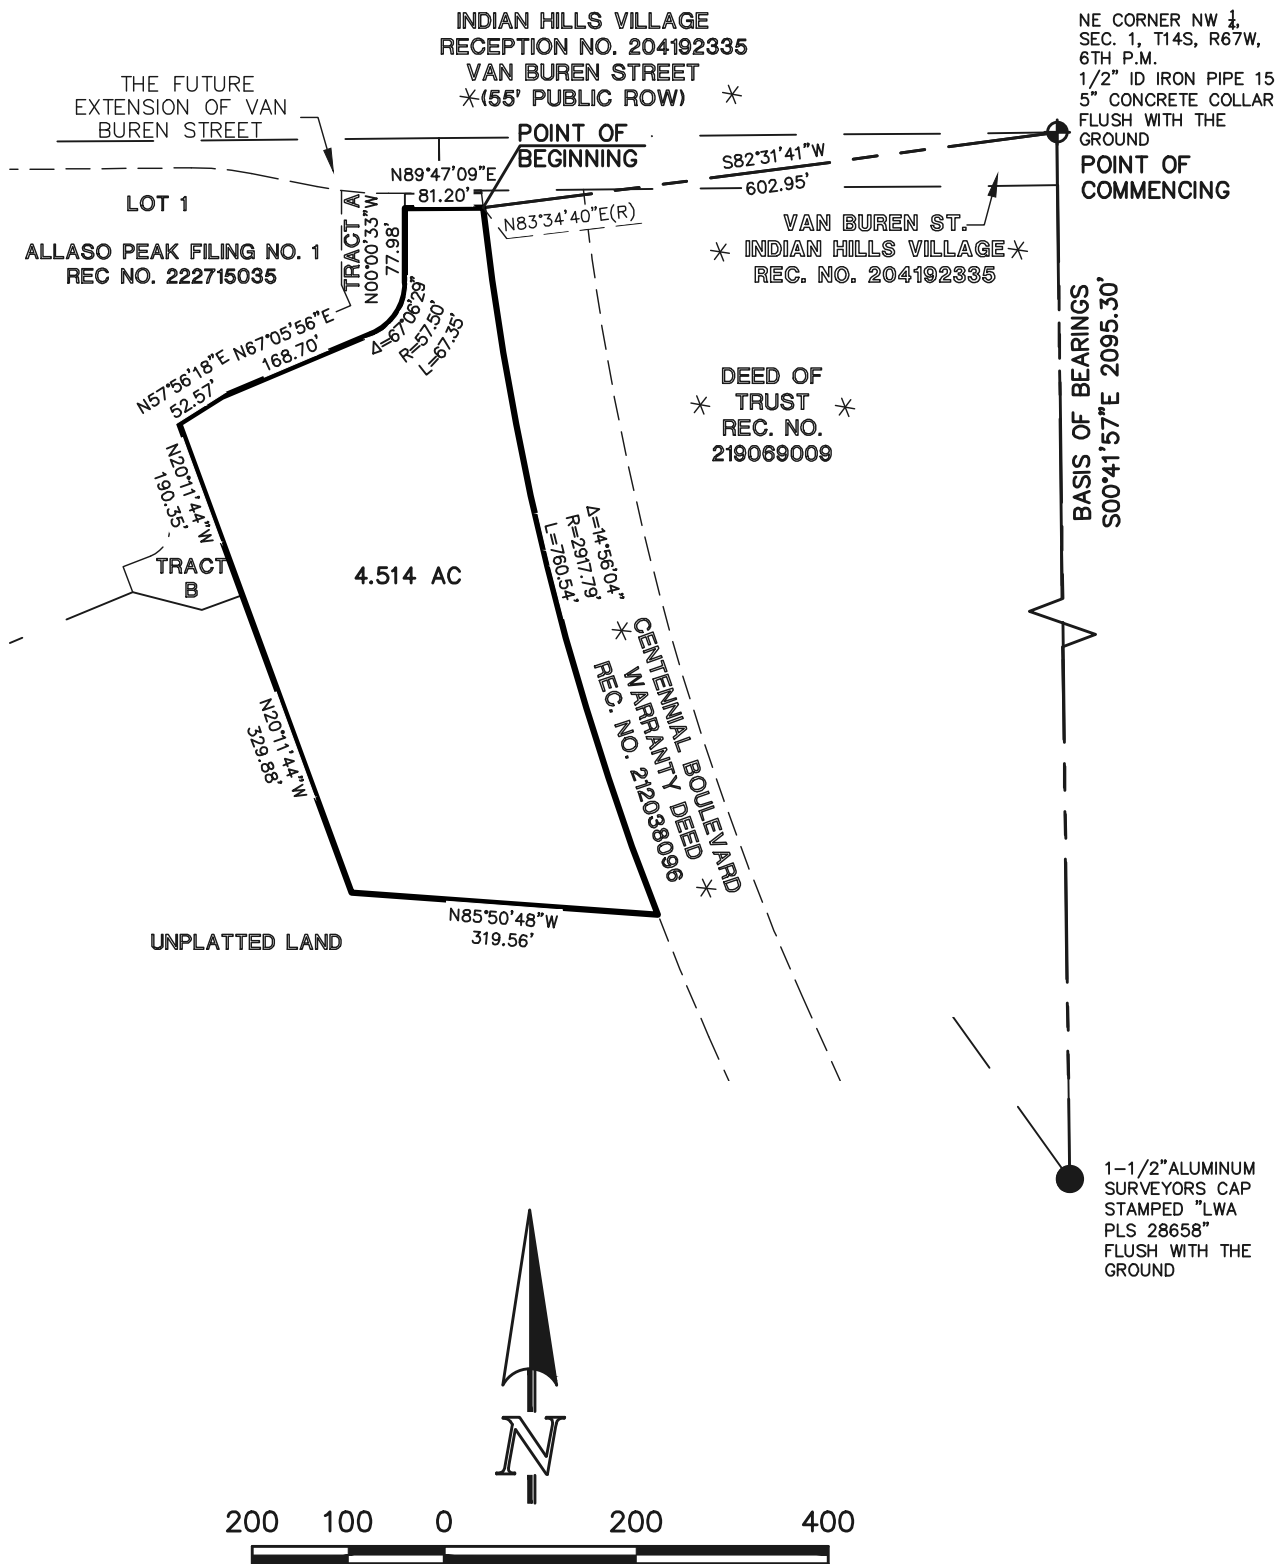 INDIAN HILLS VILLAGE
RECEPTION NO. 204192335
VAN BUREN STREET
(55' PUBLIC ROW)
NE CORNER NW 1/4,
SEC. 1, T14S, R67W,
6TH P.M.
1/2" ID IRON PIPE 15
5" CONCRETE COLLAR
FLUSH WITH THE
GROUND
POINT OF
COMMENCING
THE FUTURE
EXTENSION OF VAN
BUREN STREET
POINT OF
BEGINNING
S82°31'41"W
602.95'
N89°47'09"E
81.20'
N83°34'40"E(R)
LOT 1
ALLASO PEAK FILING NO. 1
REC NO. 222715035
TRACT A
N00°00'33"W
77.98'
VAN BUREN ST.
INDIAN HILLS VILLAGE
REC. NO. 204192335
Δ=67°06'29"
R=57.50'
L=67.35'
N67°05'56"E
168.70'
N57°56'18"E
52.57'
BASIS OF BEARINGS
S00°41'57"E 2095.30'
DEED OF
TRUST
REC. NO.
219069009
N20°11'44"W
190.35'
TRACT
B
4.514 AC
Δ=14°56'04"
R=2917.79'
L=760.54'
CENTENNIAL BOULEVARD
WARRANTY DEED
REC. NO. 212038096
N20°11'44"W
329.88'
N85°50'48"W
319.56'
UNPLATTED LAND
1-1/2"ALUMINUM
SURVEYORS CAP
STAMPED "LWA
PLS 28658"
FLUSH WITH THE
GROUND
N
200 100 0 200 400